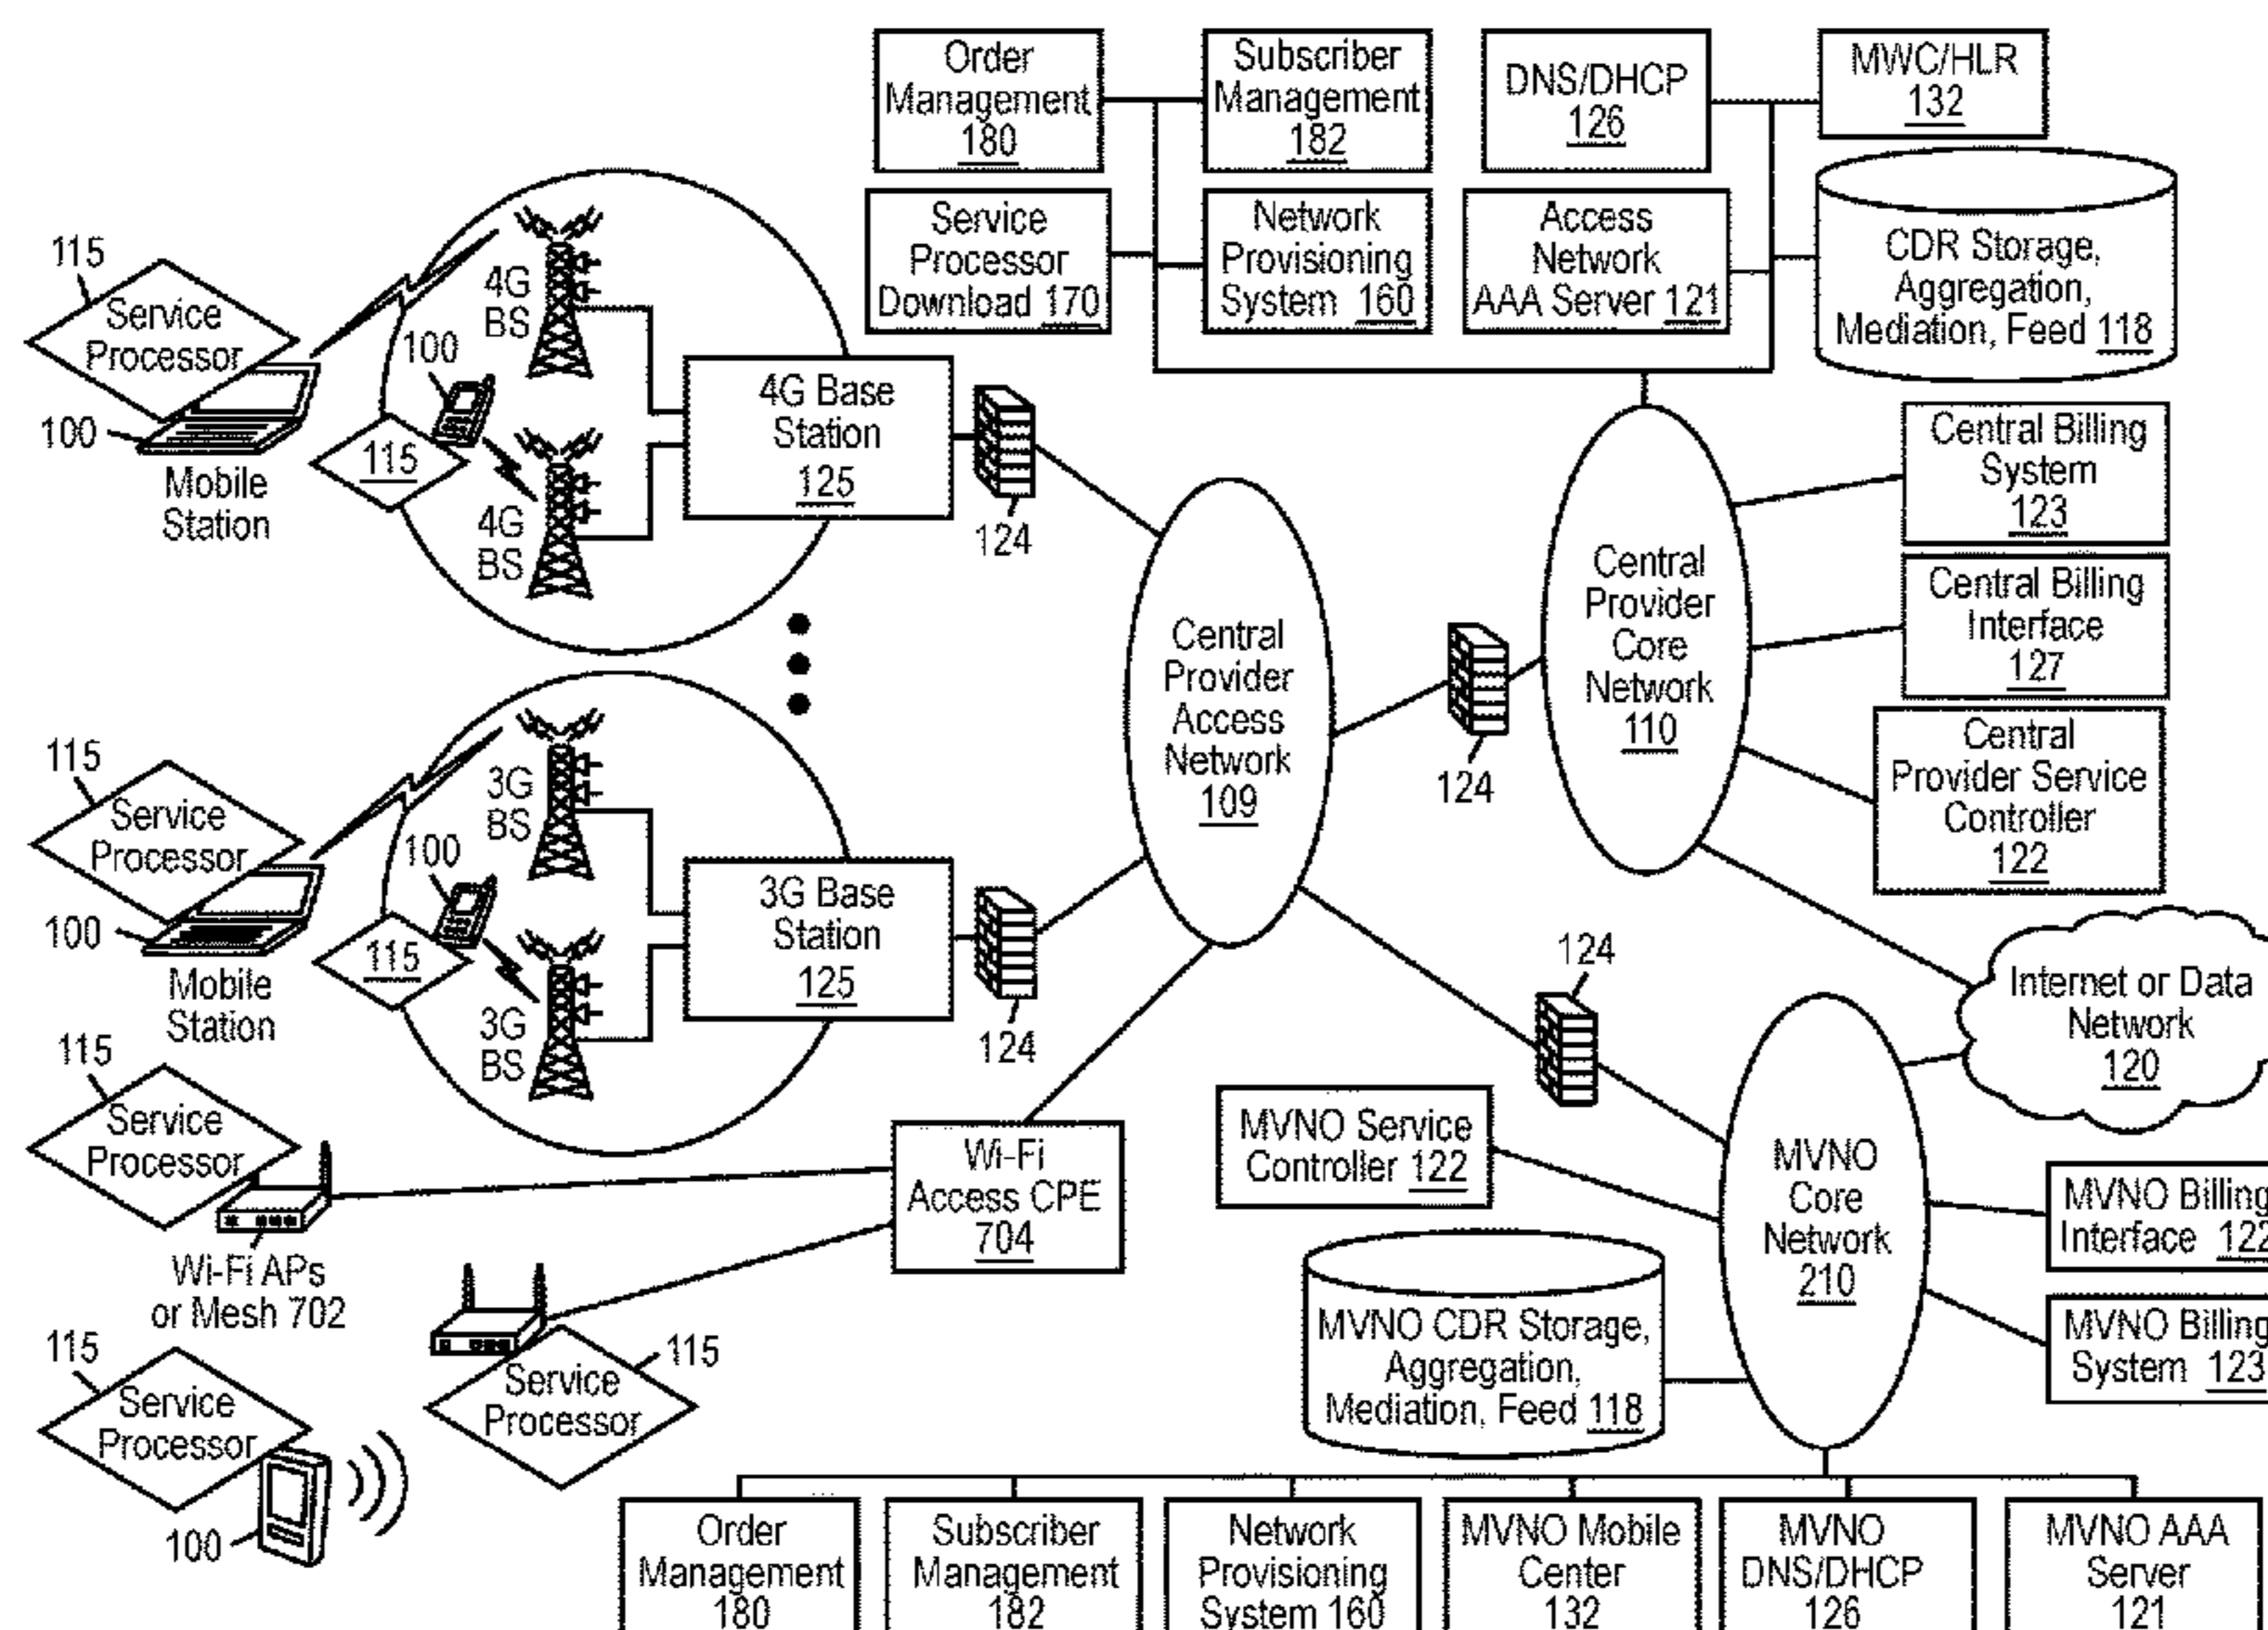 Order
Management
180
Subscriber
Management
182
DNS/DHCP
126
MWC/HLR
132
Service
Processor
Download 170
Network
Provisioning
System 160
Access
Network
AAA Server 121
CDR Storage,
Aggregation,
Mediation, Feed 118
115
Service
Processor
100
Mobile
Station
4G
BS
100
115
4G
BS
4G Base
Station
125
124
Central
Provider
Access
Network
109
124
Central
Provider
Core
Network
110
Central Billing
System
123
Central Billing
Interface
127
Central
Provider Service
Controller
122
115
Service
Processor
100
Mobile
Station
3G
BS
100
115
3G
BS
3G Base
Station
125
124
124
Internet or Data
Network
120
115
Service
Processor
Wi-Fi APs
or Mesh 702
Wi-Fi
Access CPE
704
MVNO Service
Controller 122
MVNO
Core
Network
210
MVNO Billing
Interface 122
MVNO Billing
System 123
MVNO CDR Storage,
Aggregation,
Mediation, Feed 118
115
Service
Processor
115
Service
Processor
100
Order
Management
180
Subscriber
Management
182
Network
Provisioning
System 160
MVNO Mobile
Center
132
MVNO
DNS/DHCP
126
MVNO AAA
Server
121